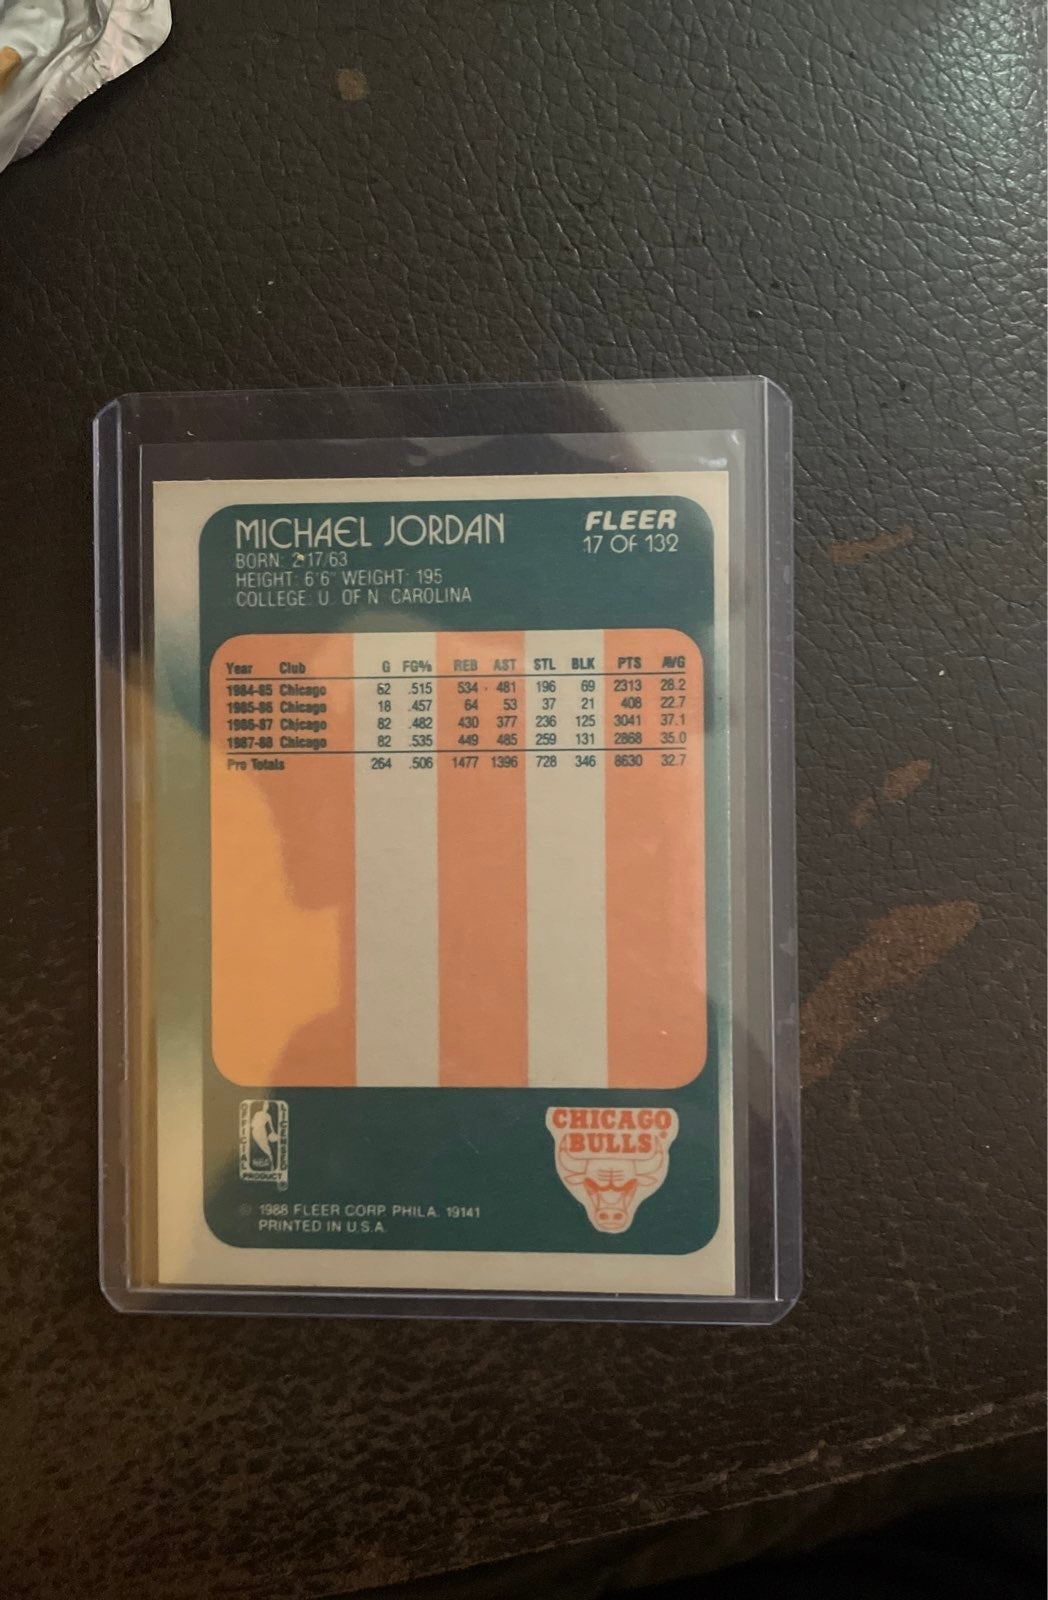 MICHAEL JORDAN
FLEER
17 OF 132
BORN: 2/17/63
HEIGHT: 6'6" WEIGHT: 195
COLLEGE: U. OF N. CAROLINA
Year Club G FG% REB AST STL BLK PTS AVG
1984-85 Chicago 82 .515 534 481 196 69 2313 28.2
1985-86 Chicago 18 .457 64 53 37 21 408 22.7
1986-87 Chicago 82 .482 430 377 236 125 3041 37.1
1987-88 Chicago 82 .535 449 485 259 131 2868 35.0
Pro Totals 264 .506 1477 1396 728 346 8630 32.7
CHICAGO
BULLS
OFFICIAL
LICENSED
NBA
PRODUCT
®
© 1988 FLEER CORP. PHILA. 19141
PRINTED IN U.S.A.